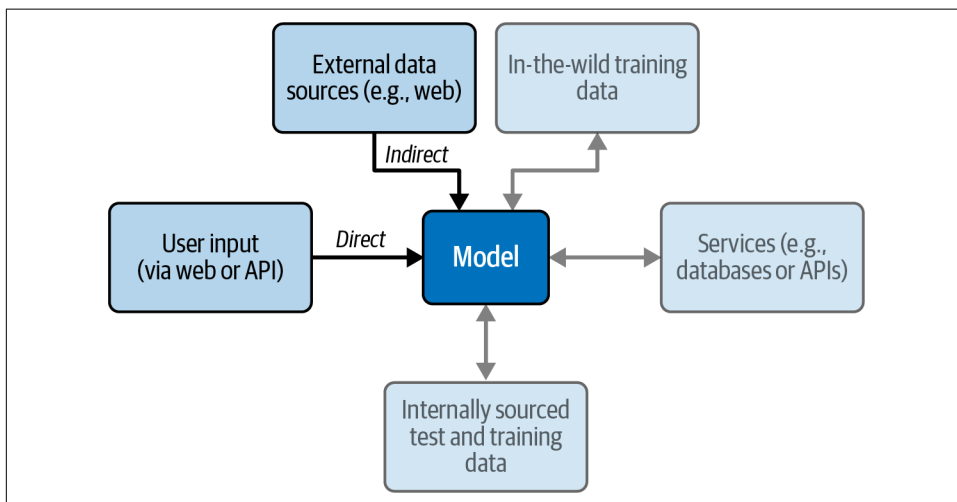 External data
sources (e.g., web)
In-the-wild training
data
Indirect
User input
(via web or API)
Direct
Model
Services (e.g.,
databases or APIs)
Internally sourced
test and training
data